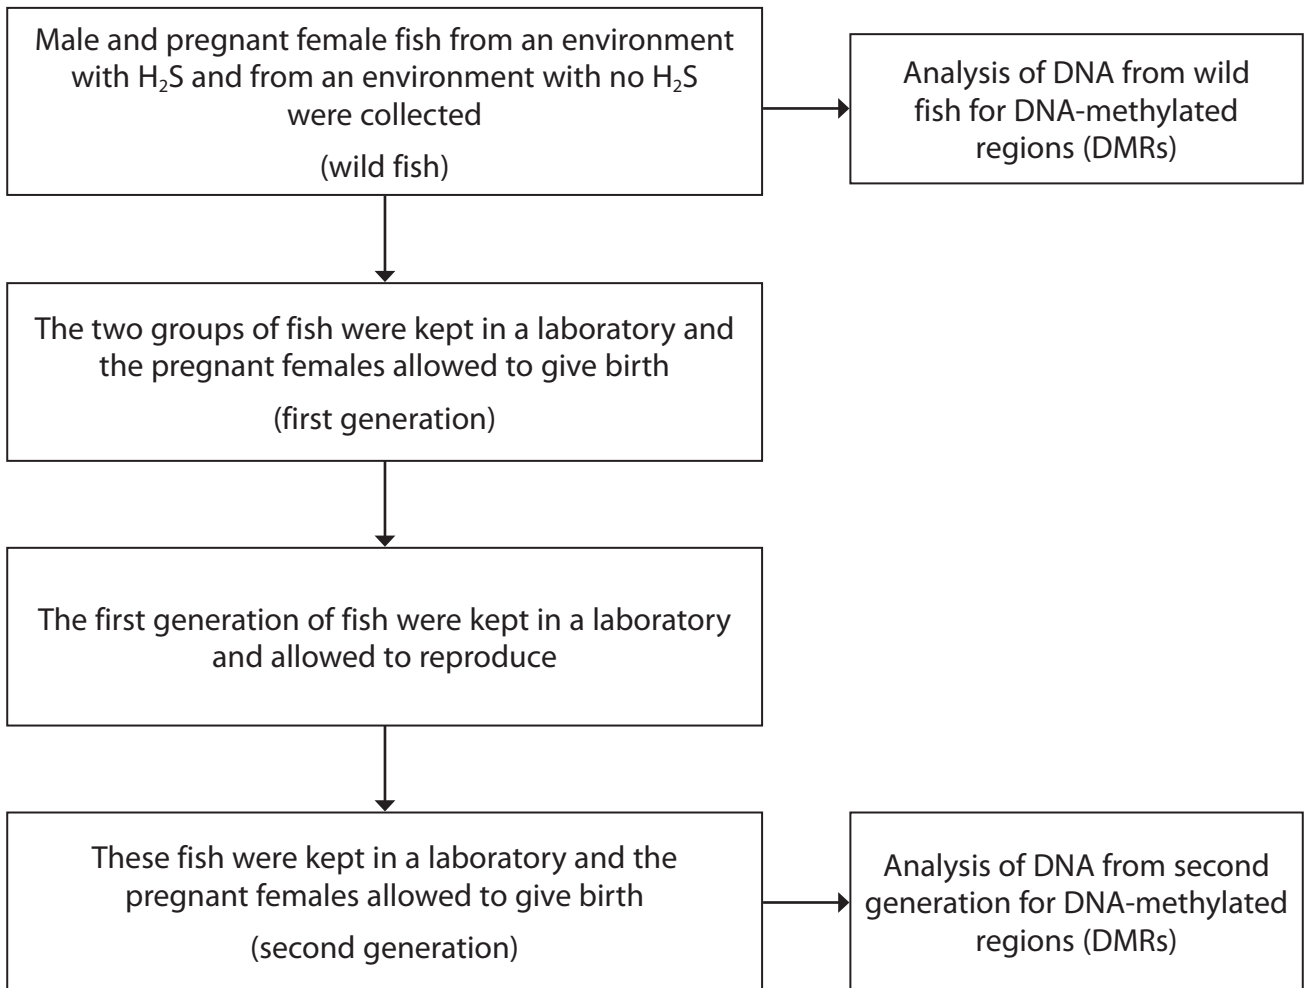 Male and pregnant female fish from an environment
with H₂S and from an environment with no H₂S
were collected
(wild fish)
Analysis of DNA from wild
fish for DNA-methylated
regions (DMRs)
The two groups of fish were kept in a laboratory and
the pregnant females allowed to give birth
(first generation)
The first generation of fish were kept in a laboratory
and allowed to reproduce
These fish were kept in a laboratory and the
pregnant females allowed to give birth
(second generation)
Analysis of DNA from second
generation for DNA-methylated
regions (DMRs)